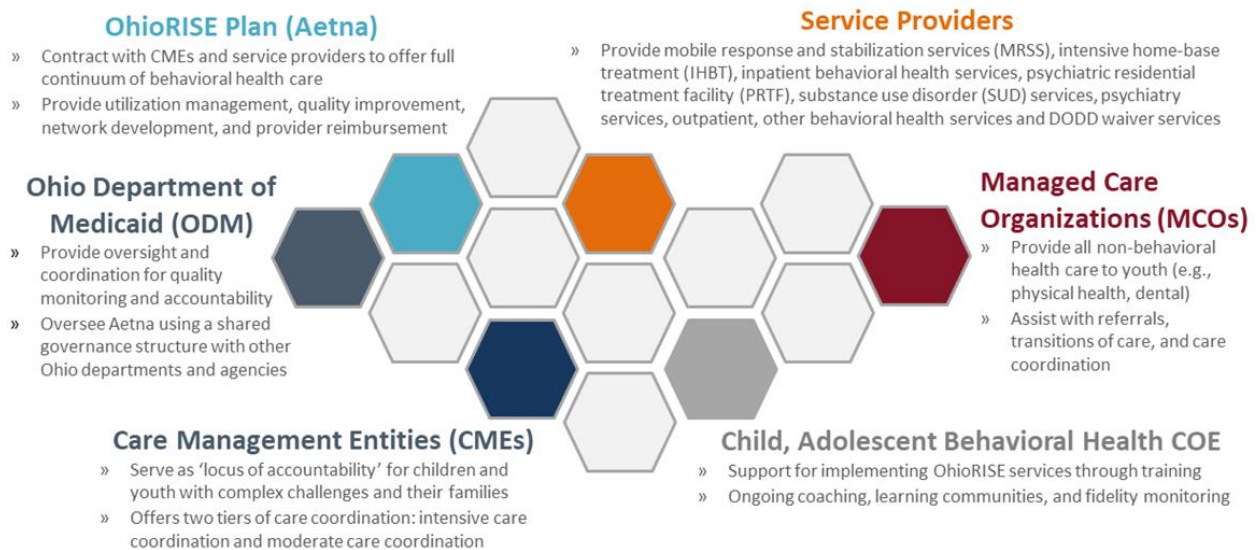 OhioRISE Plan (Aetna)
» Contract with CMEs and service providers to offer full
continuum of behavioral health care
» Provide utilization management, quality improvement,
network development, and provider reimbursement
Service Providers
» Provide mobile response and stabilization services (MRSS), intensive home-base
treatment (IHBT), inpatient behavioral health services, psychiatric residential
treatment facility (PRTF), substance use disorder (SUD) services, psychiatry
services, outpatient, other behavioral health services and DODD waiver services
Ohio Department of
Medicaid (ODM)
» Provide oversight and
coordination for quality
monitoring and accountability
» Oversee Aetna using a shared
governance structure with other
Ohio departments and agencies
Managed Care
Organizations (MCOs)
» Provide all non-behavioral
health care to youth (e.g.,
physical health, dental)
» Assist with referrals,
transitions of care, and care
coordination
Care Management Entities (CMEs)
» Serve as ‘locus of accountability’ for children and
youth with complex challenges and their families
» Offers two tiers of care coordination: intensive care
coordination and moderate care coordination
Child, Adolescent Behavioral Health COE
» Support for implementing OhioRISE services through training
» Ongoing coaching, learning communities, and fidelity monitoring